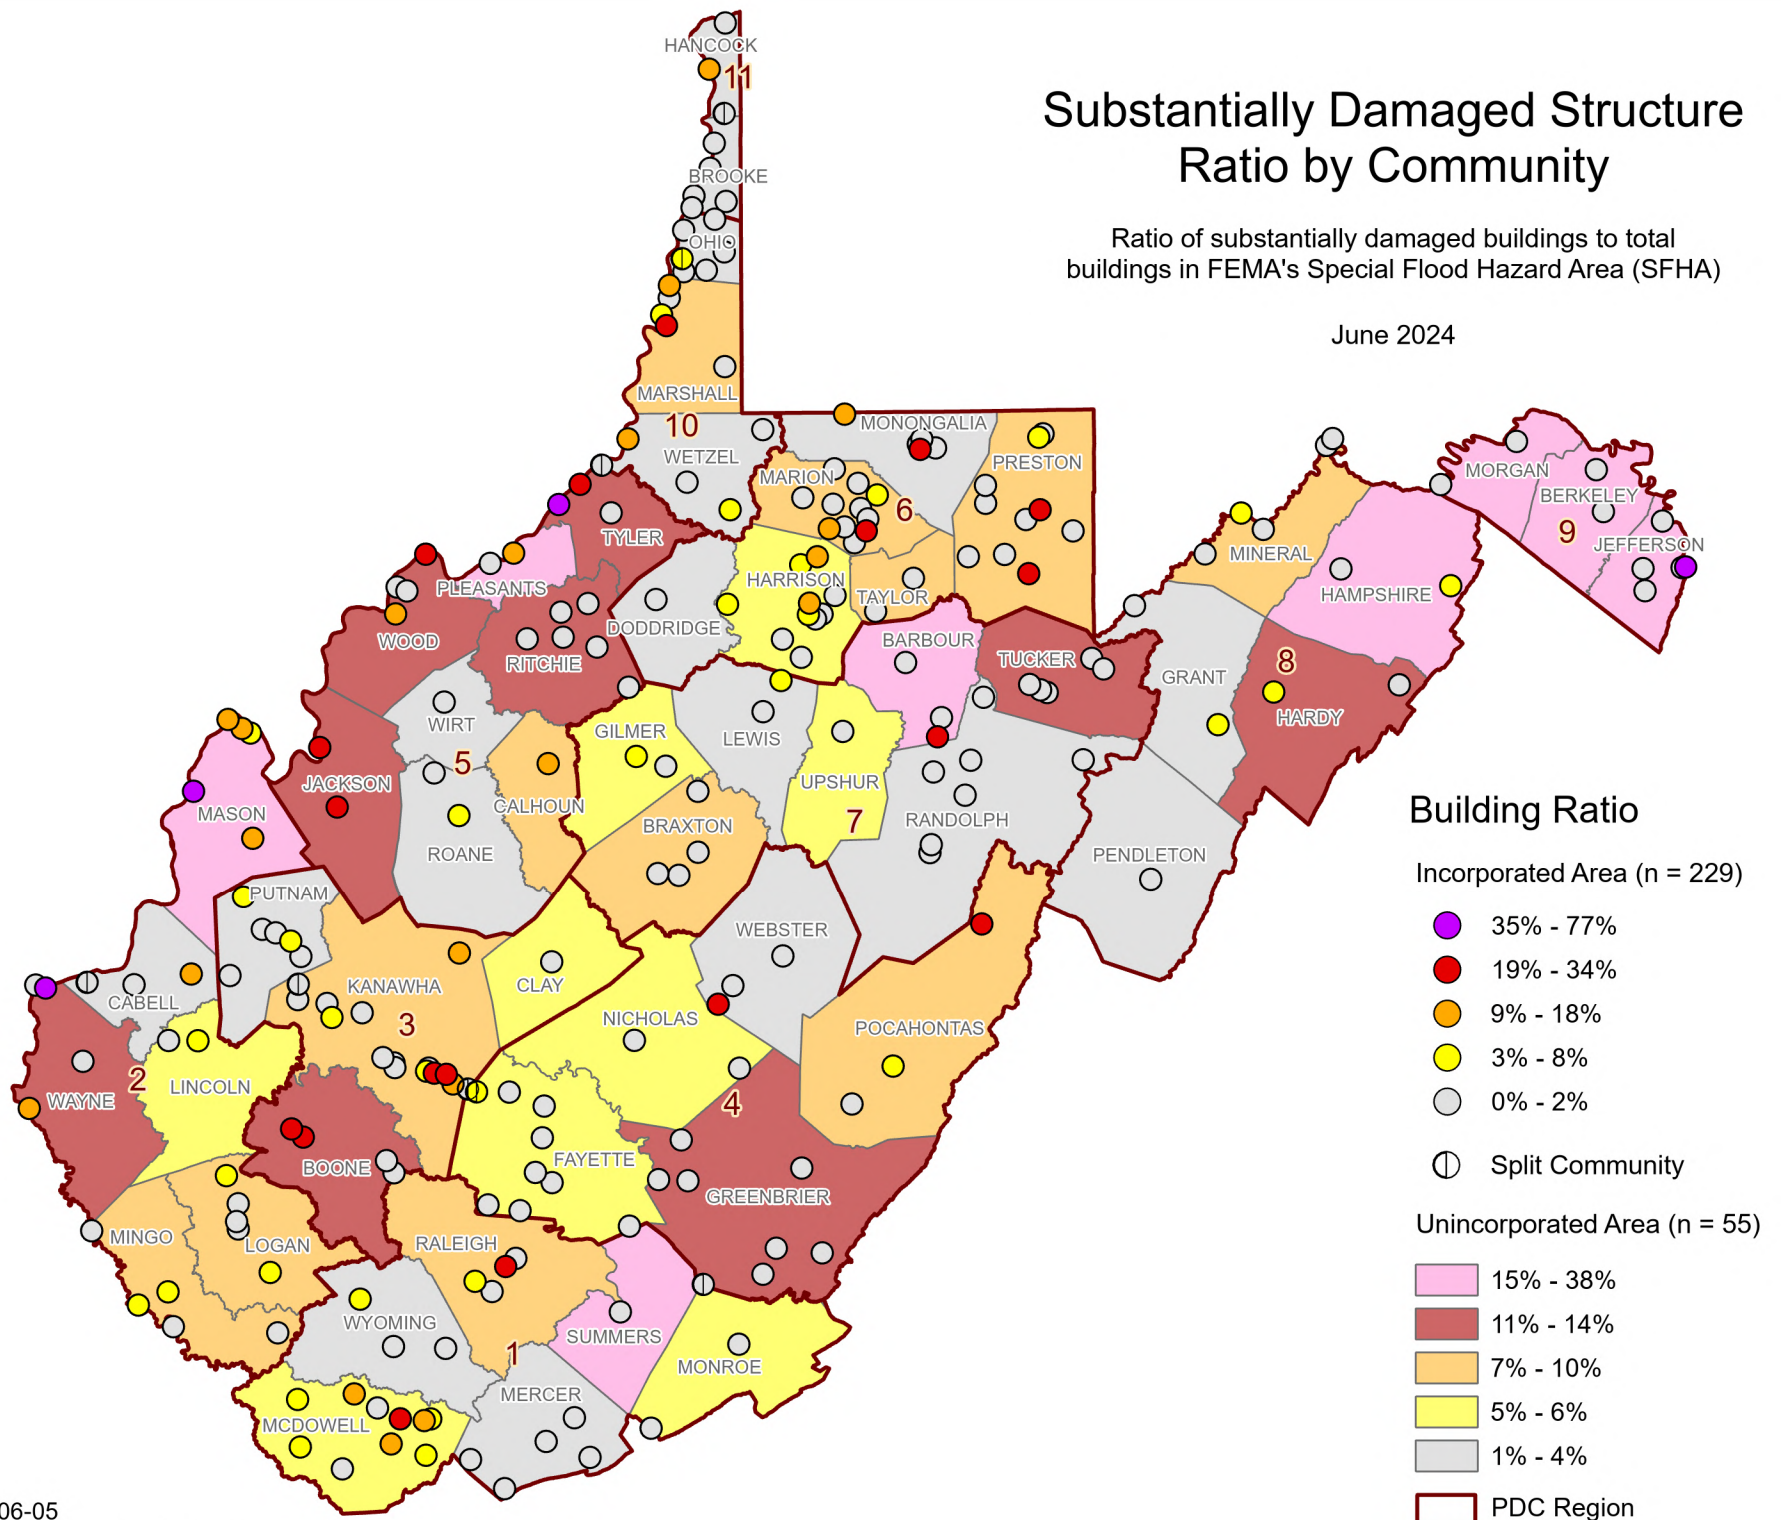 Substantially Damaged Structure
Ratio by Community
Ratio of substantially damaged buildings to total
buildings in FEMA's Special Flood Hazard Area (SFHA)
June 2024
HANCOCK
11
BROOKE
OHIO
MARSHALL
10
WETZEL
MONONGALIA
PRESTON
MARION
6
TYLER
PLEASANTS
HARRISON
TAYLOR
DODDRIDGE
WOOD
RITCHIE
BARBOUR
TUCKER
MINERAL
HAMPSHIRE
MORGAN
BERKELEY
9
JEFFERSON
GRANT
8
HARDY
WIRT
5
GILMER
LEWIS
UPSHUR
7
JACKSON
CALHOUN
MASON
ROANE
BRAXTON
RANDOLPH
PENDLETON
PUTNAM
WEBSTER
CABELL
KANAWHA
3
CLAY
NICHOLAS
POCAHONTAS
2
WAYNE
LINCOLN
4
BOONE
FAYETTE
GREENBRIER
MINGO
LOGAN
RALEIGH
WYOMING
SUMMERS
MONROE
1
MERCER
MCDOWELL
Building Ratio
Incorporated Area (n = 229)
35% - 77%
19% - 34%
9% - 18%
3% - 8%
0% - 2%
Split Community
Unincorporated Area (n = 55)
15% - 38%
11% - 14%
7% - 10%
5% - 6%
1% - 4%
PDC Region
06-05